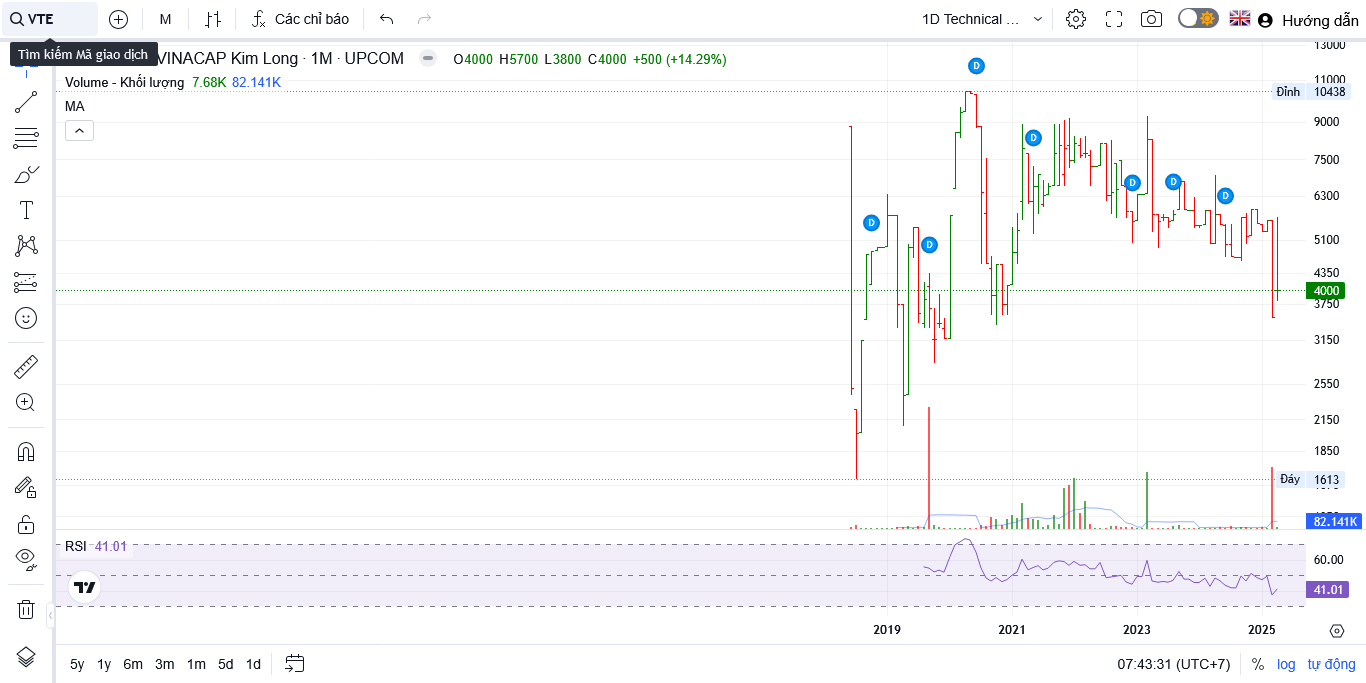 VTE
M
Các chỉ báo
1D Technical ...
Hướng dẫn
Tìm kiếm Mã giao dịch
VINACAP Kim Long · 1M · UPCOM
O4000 H5700 L3800 C4000 +500 (+14.29%)
Volume - Khối lượng 7.68K 82.141K
MA
D
D
D
D
D
D
D
13000
11000
Đỉnh 10438
9000
7500
6300
5100
4350
4000
3750
3150
2550
2150
1850
Đáy 1613
82.141K
RSI 41.01
60.00
41.01
2019
2021
2023
2025
5y
1y
6m
3m
1m
5d
1d
07:43:31 (UTC+7)
%
log
tự động